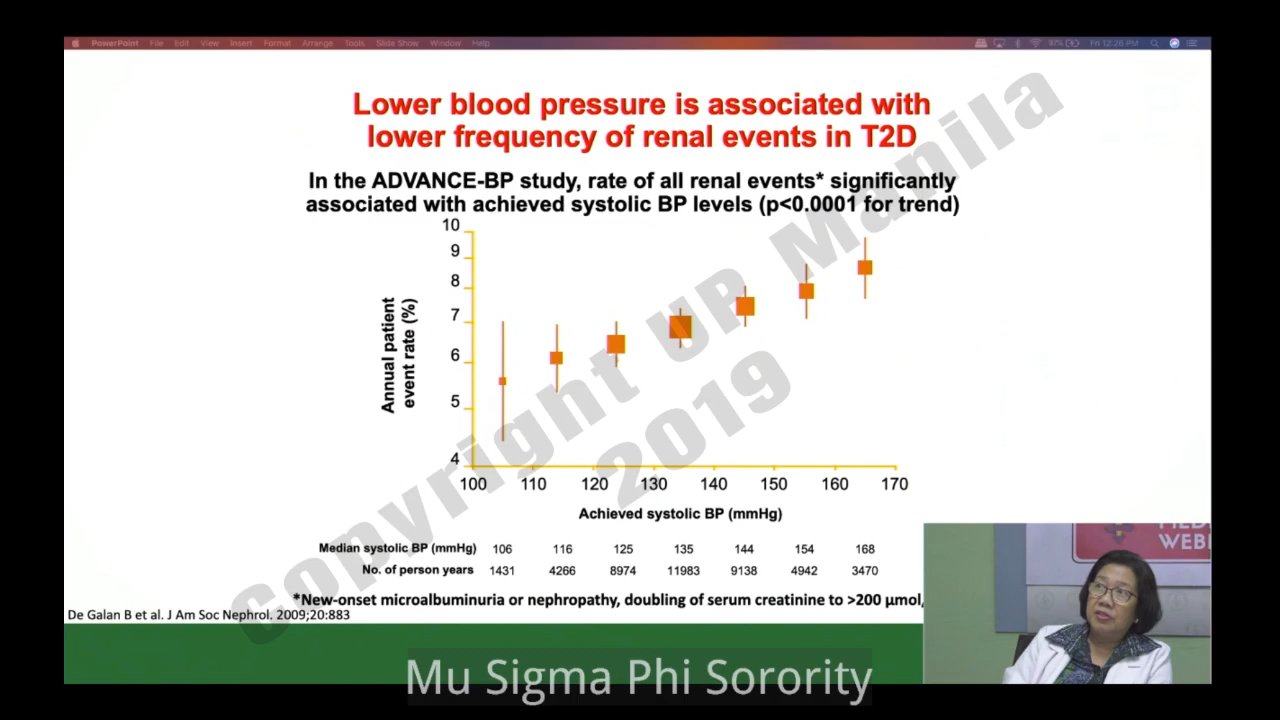 PowerPoint File Edit View Insert Format Arrange Tools Slide Show Window Help 97% Fri 12:26 PM
Lower blood pressure is associated with
lower frequency of renal events in T2D
In the ADVANCE-BP study, rate of all renal events* significantly
associated with achieved systolic BP levels (p<0.0001 for trend)
10
9
8
7
6
5
4
Annual patient
event rate (%)
100 110 120 130 140 150 160 170
Achieved systolic BP (mmHg)
Median systolic BP (mmHg) 106 116 125 135 144 154 168
No. of person years 1431 4266 8974 11983 9138 4942 3470
*New-onset microalbuminuria or nephropathy, doubling of serum creatinine to >200 µmol,
De Galan B et al. J Am Soc Nephrol. 2009;20:883
Copyright UP Manila
2019
WEBI
Mu Sigma Phi Sorority